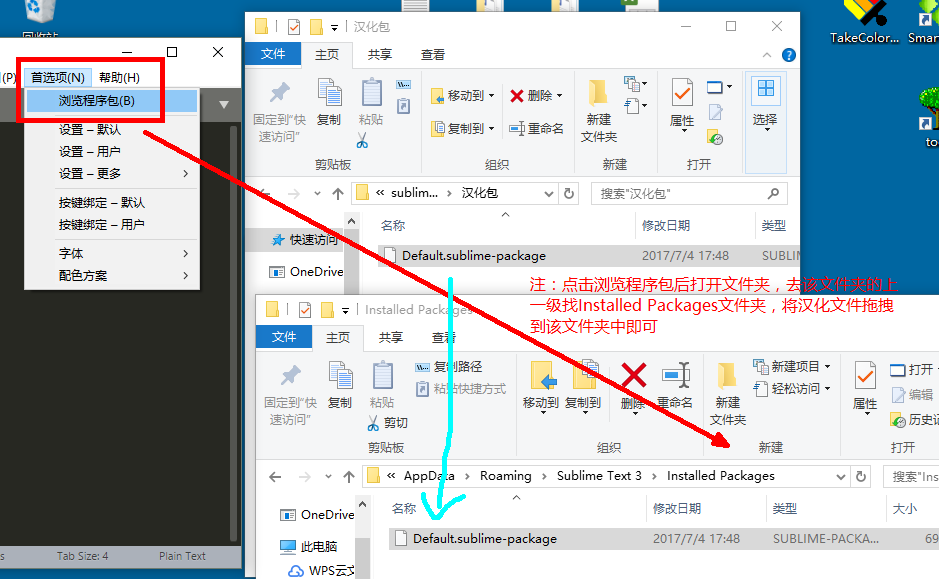 回收站
TakeColor...
Smar
to
(P)
首选项(N)
帮助(H)
浏览程序包(B)
设置 – 默认
设置 – 用户
设置 – 更多
按键绑定 – 默认
按键绑定 – 用户
字体
配色方案
Tab Size: 4
Plain Text
汉化包
文件
主页
共享
查看
固定到“快
速访问”
复制
粘贴
剪贴板
移动到
复制到
删除
重命名
组织
新建
文件夹
新建
属性
打开
选择
« sublim... › 汉化包
搜索"汉化包"
快速访问
OneDrive
名称
修改日期
类型
Default.sublime-package
2017/7/4 17:48
SUBLIM
注：点击浏览程序包后打开文件夹，去该文件夹的上
一级找Installed Packages文件夹，将汉化文件拖拽
到该文件夹中即可
Installed Packages
文件
主页
共享
查看
固定到“快
速访问”
复制
粘贴
复制路径
粘贴快捷方式
剪切
剪贴板
移动到
复制到
删除
重命名
组织
新建
文件夹
新建项目
轻松访问
新建
属性
打开
编辑
历史记
打开
« AppData › Roaming › Sublime Text 3 › Installed Packages
搜索"Ins
OneDrive
此电脑
WPS云文
名称
修改日期
类型
大小
Default.sublime-package
2017/7/4 17:48
SUBLIME-PACKA...
69